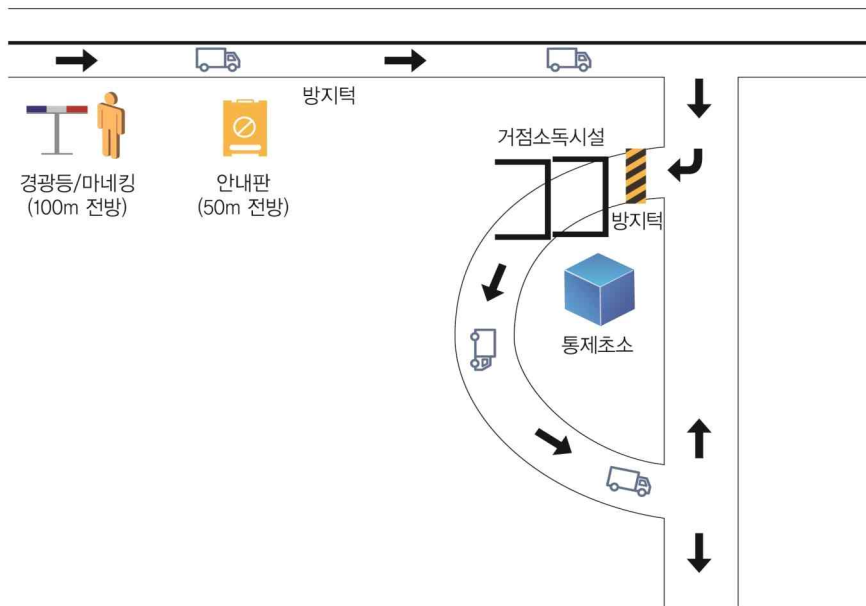 방지턱
경광등/마네킹
(100m 전방)
안내판
(50m 전방)
거점소독시설
방지턱
통제초소